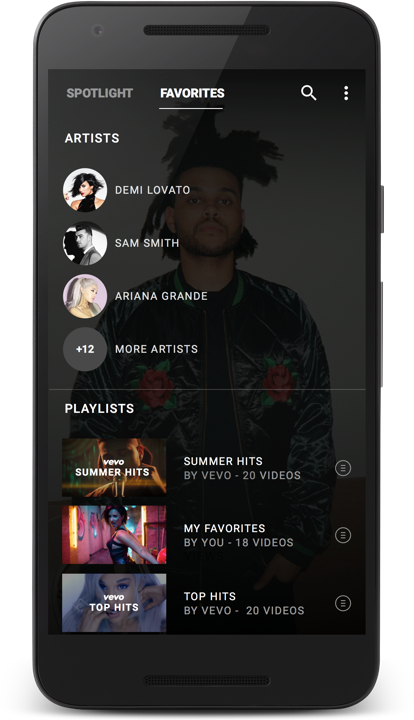 SPOTLIGHT FAVORITES
ARTISTS
DEMI LOVATO
SAM SMITH
ARIANA GRANDE
+12 MORE ARTISTS
PLAYLISTS
vevo
SUMMER HITS
SUMMER HITS
BY VEVO - 20 VIDEOS
MY FAVORITES
BY YOU - 18 VIDEOS
vevo
TOP HITS
TOP HITS
BY VEVO - 20 VIDEOS